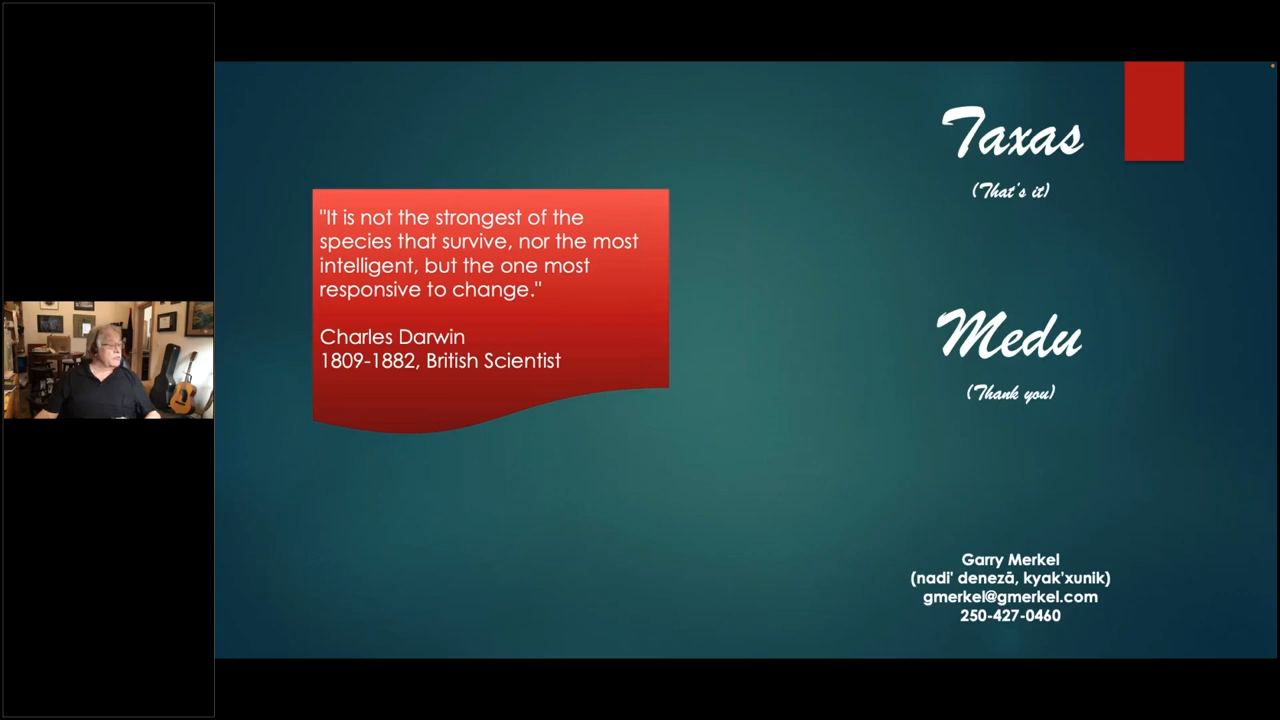 "It is not the strongest of the
species that survive, nor the most
intelligent, but the one most
responsive to change."
Charles Darwin
1809-1882, British Scientist
Taxas
(That's it)
Medu
(Thank you)
Garry Merkel
(nadi' denezā, kyak'xunik)
gmerkel@gmerkel.com
250-427-0460